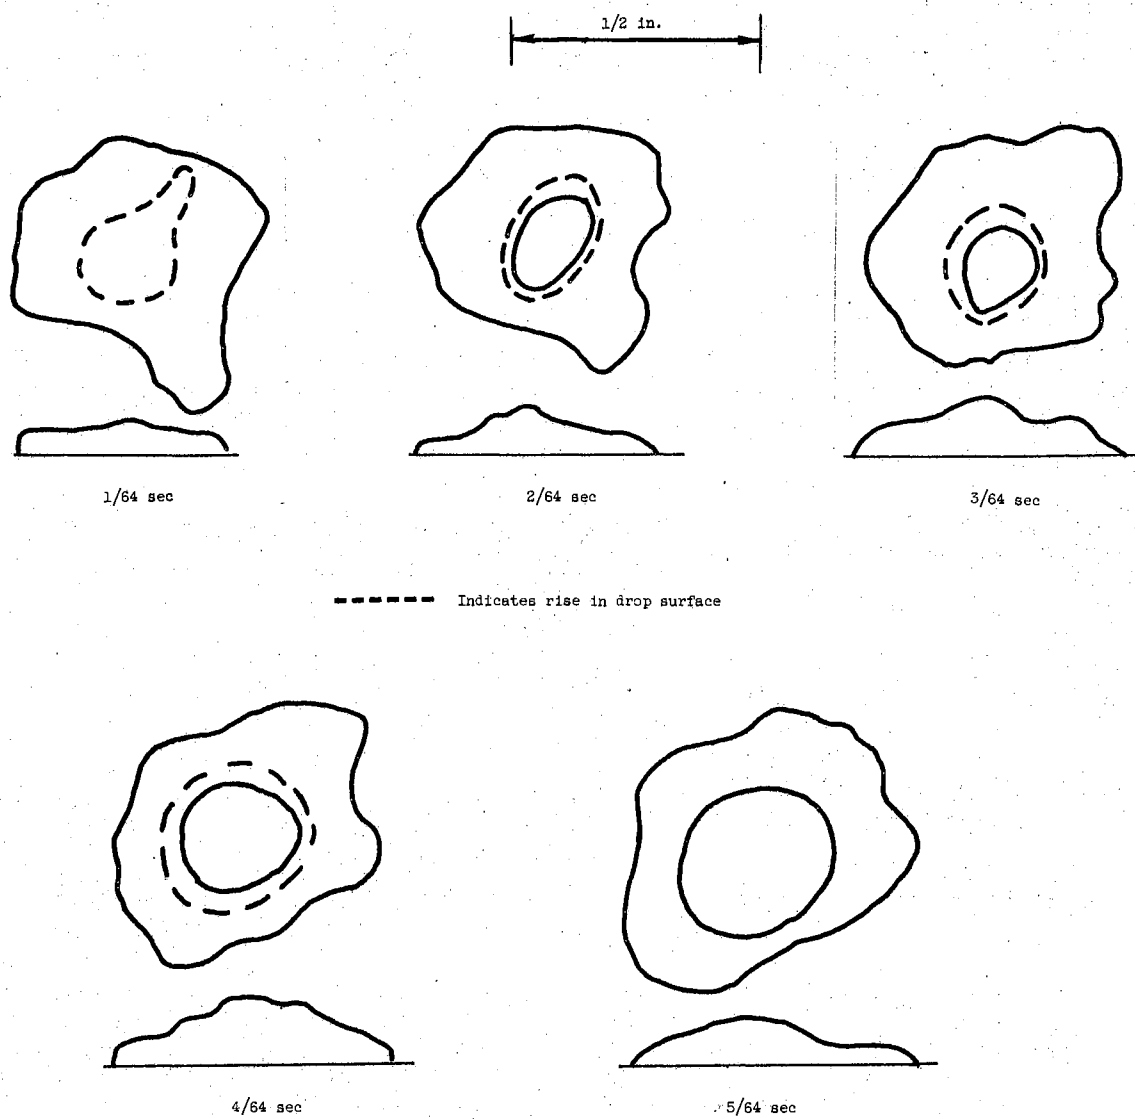 1/2 in.
1/64 sec
2/64 sec
3/64 sec
Indicates rise in drop surface
4/64 sec
5/64 sec